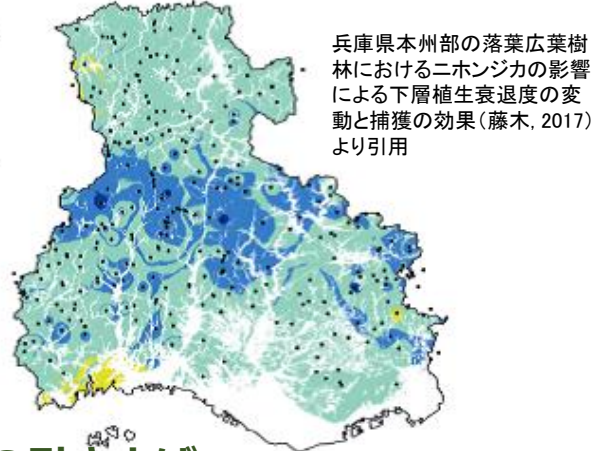 兵庫県本州部の落葉広葉樹
林におけるニホンジカの影響
による下層植生衰退度の変
動と捕獲の効果(藤木, 2017)
より引用